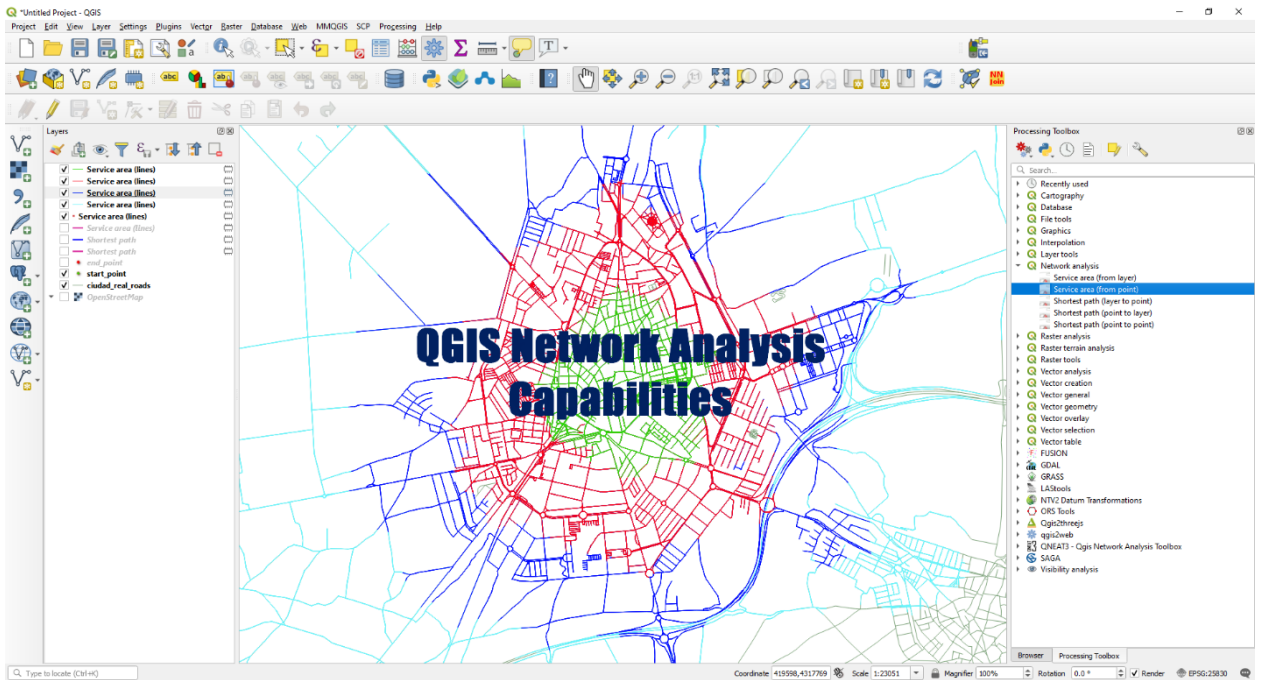 *Untitled Project - QGIS
Project Edit View Layer Settings Plugins Vector Raster Database Web MMQGIS SCP Processing Help
abc
abc
NN
join
Layers
Service area (lines)
Service area (lines)
Service area (lines)
Service area (lines)
Service area (lines)
Service area (lines)
Shortest path
Shortest path
end_point
start_point
ciudad_real_roads
OpenStreetMap
QGIS Network Analysis
Capabilities
Processing Toolbox
Search...
Recently used
Cartography
Database
File tools
Graphics
Interpolation
Layer tools
Network analysis
Service area (from layer)
Service area (from point)
Shortest path (layer to point)
Shortest path (point to layer)
Shortest path (point to point)
Raster analysis
Raster terrain analysis
Raster tools
Vector analysis
Vector creation
Vector general
Vector geometry
Vector overlay
Vector selection
Vector table
FUSION
GDAL
GRASS
LAStools
NTV2 Datum Transformations
ORS Tools
Qgis2threejs
qgis2web
QNEAT3 - Qgis Network Analysis Toolbox
SAGA
Visibility analysis
Browser Processing Toolbox
Type to locate (Ctrl+K) Coordinate 419598,4317769 Scale 1:23051 Magnifier 100% Rotation 0.0 ° Render EPSG:25830